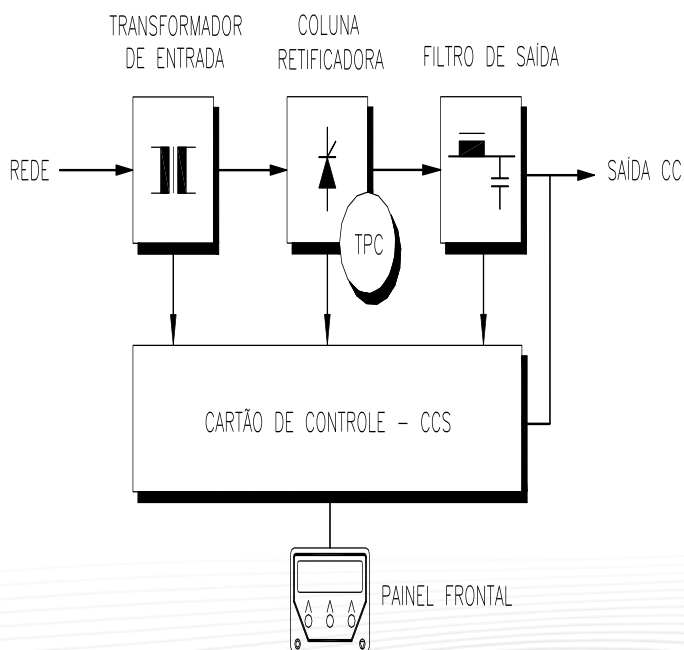 TRANSFORMADOR
DE ENTRADA
COLUNA
RETIFICADORA
FILTRO DE SAÍDA
REDE
SAÍDA CC
TPC
CARTÃO DE CONTROLE – CCS
PAINEL FRONTAL